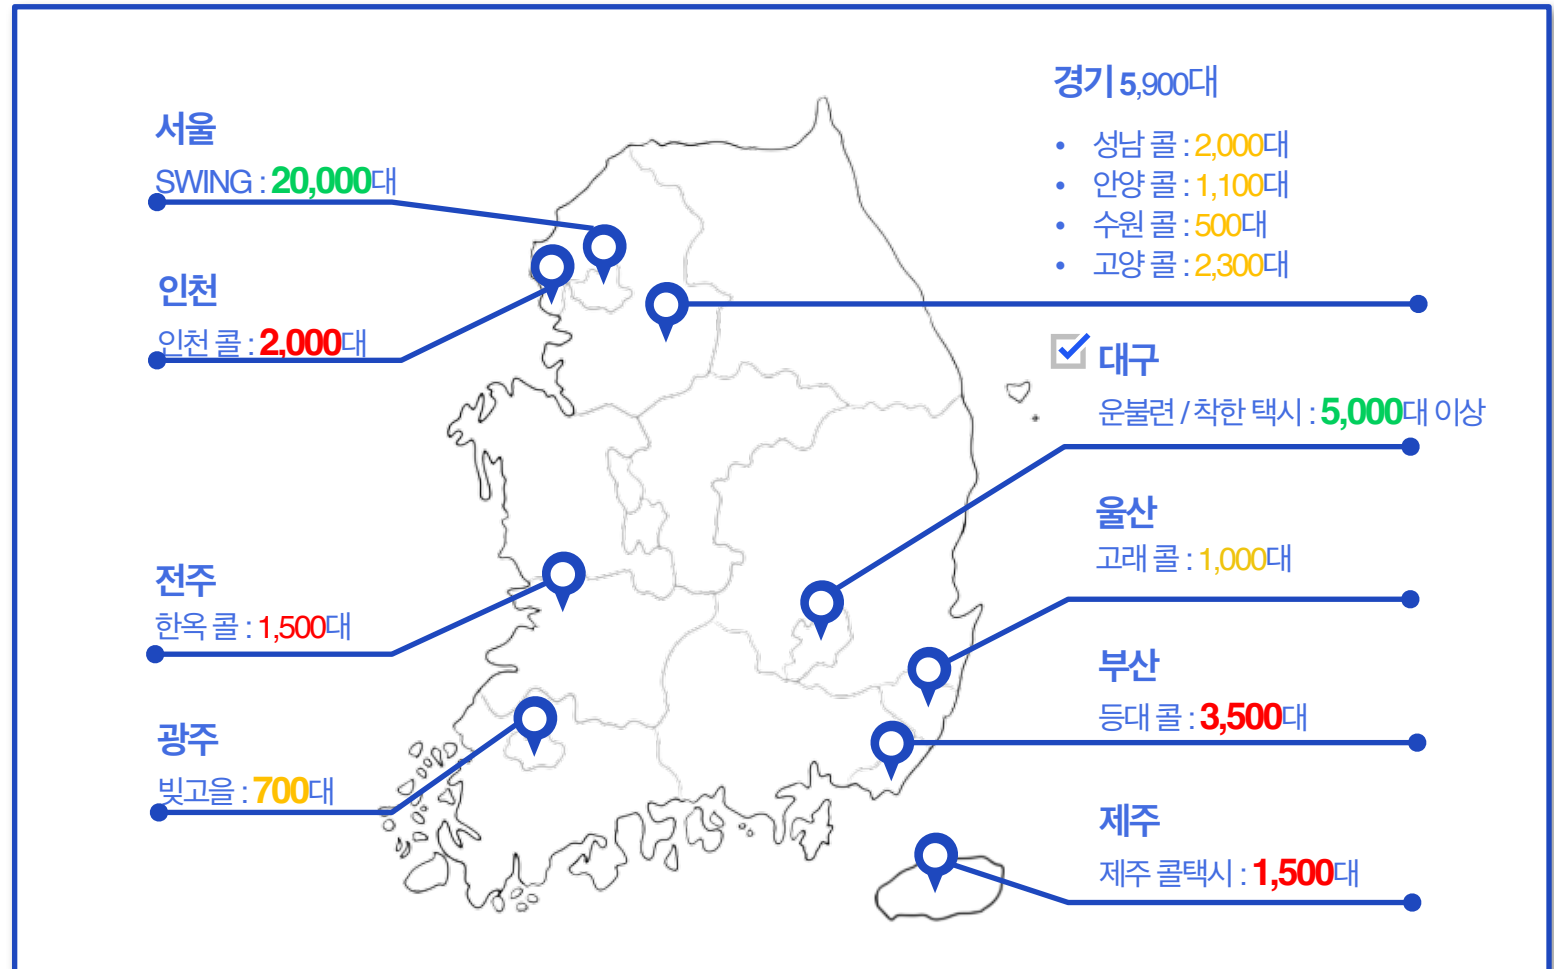 서울
SWING : 20,000대
인천
인천 콜 : 2,000대
전주
한옥 콜 : 1,500대
광주
빛고을 : 700대
경기 5,900대
• 성남 콜 : 2,000대
• 안양 콜 : 1,100대
• 수원 콜 : 500대
• 고양 콜 : 2,300대
대구
운불련 / 착한 택시 : 5,000대 이상
울산
고래 콜 : 1,000대
부산
등대 콜 : 3,500대
제주
제주 콜택시 : 1,500대